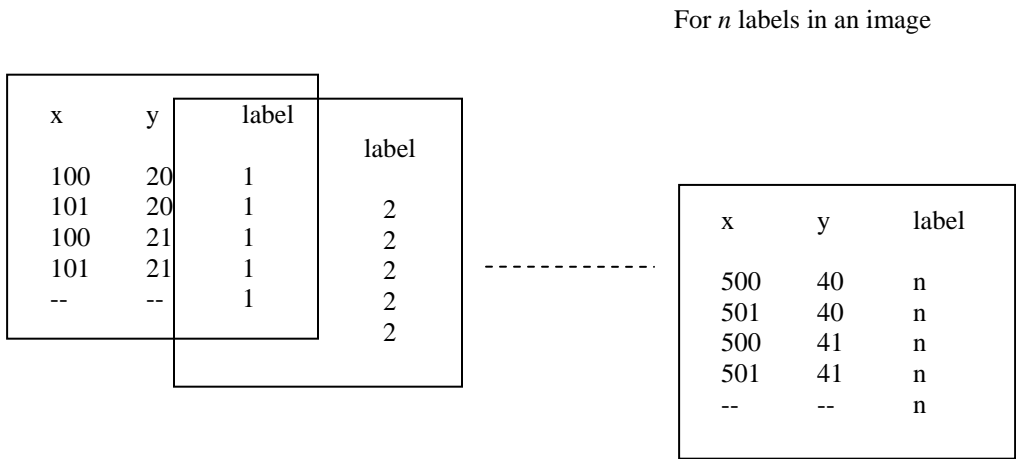 For n labels in an image
x y label
100 20 1
101 20 1
100 21 1
101 21 1
-- -- 1
label
2
2
2
2
2
x y label
500 40 n
501 40 n
500 41 n
501 41 n
-- -- n